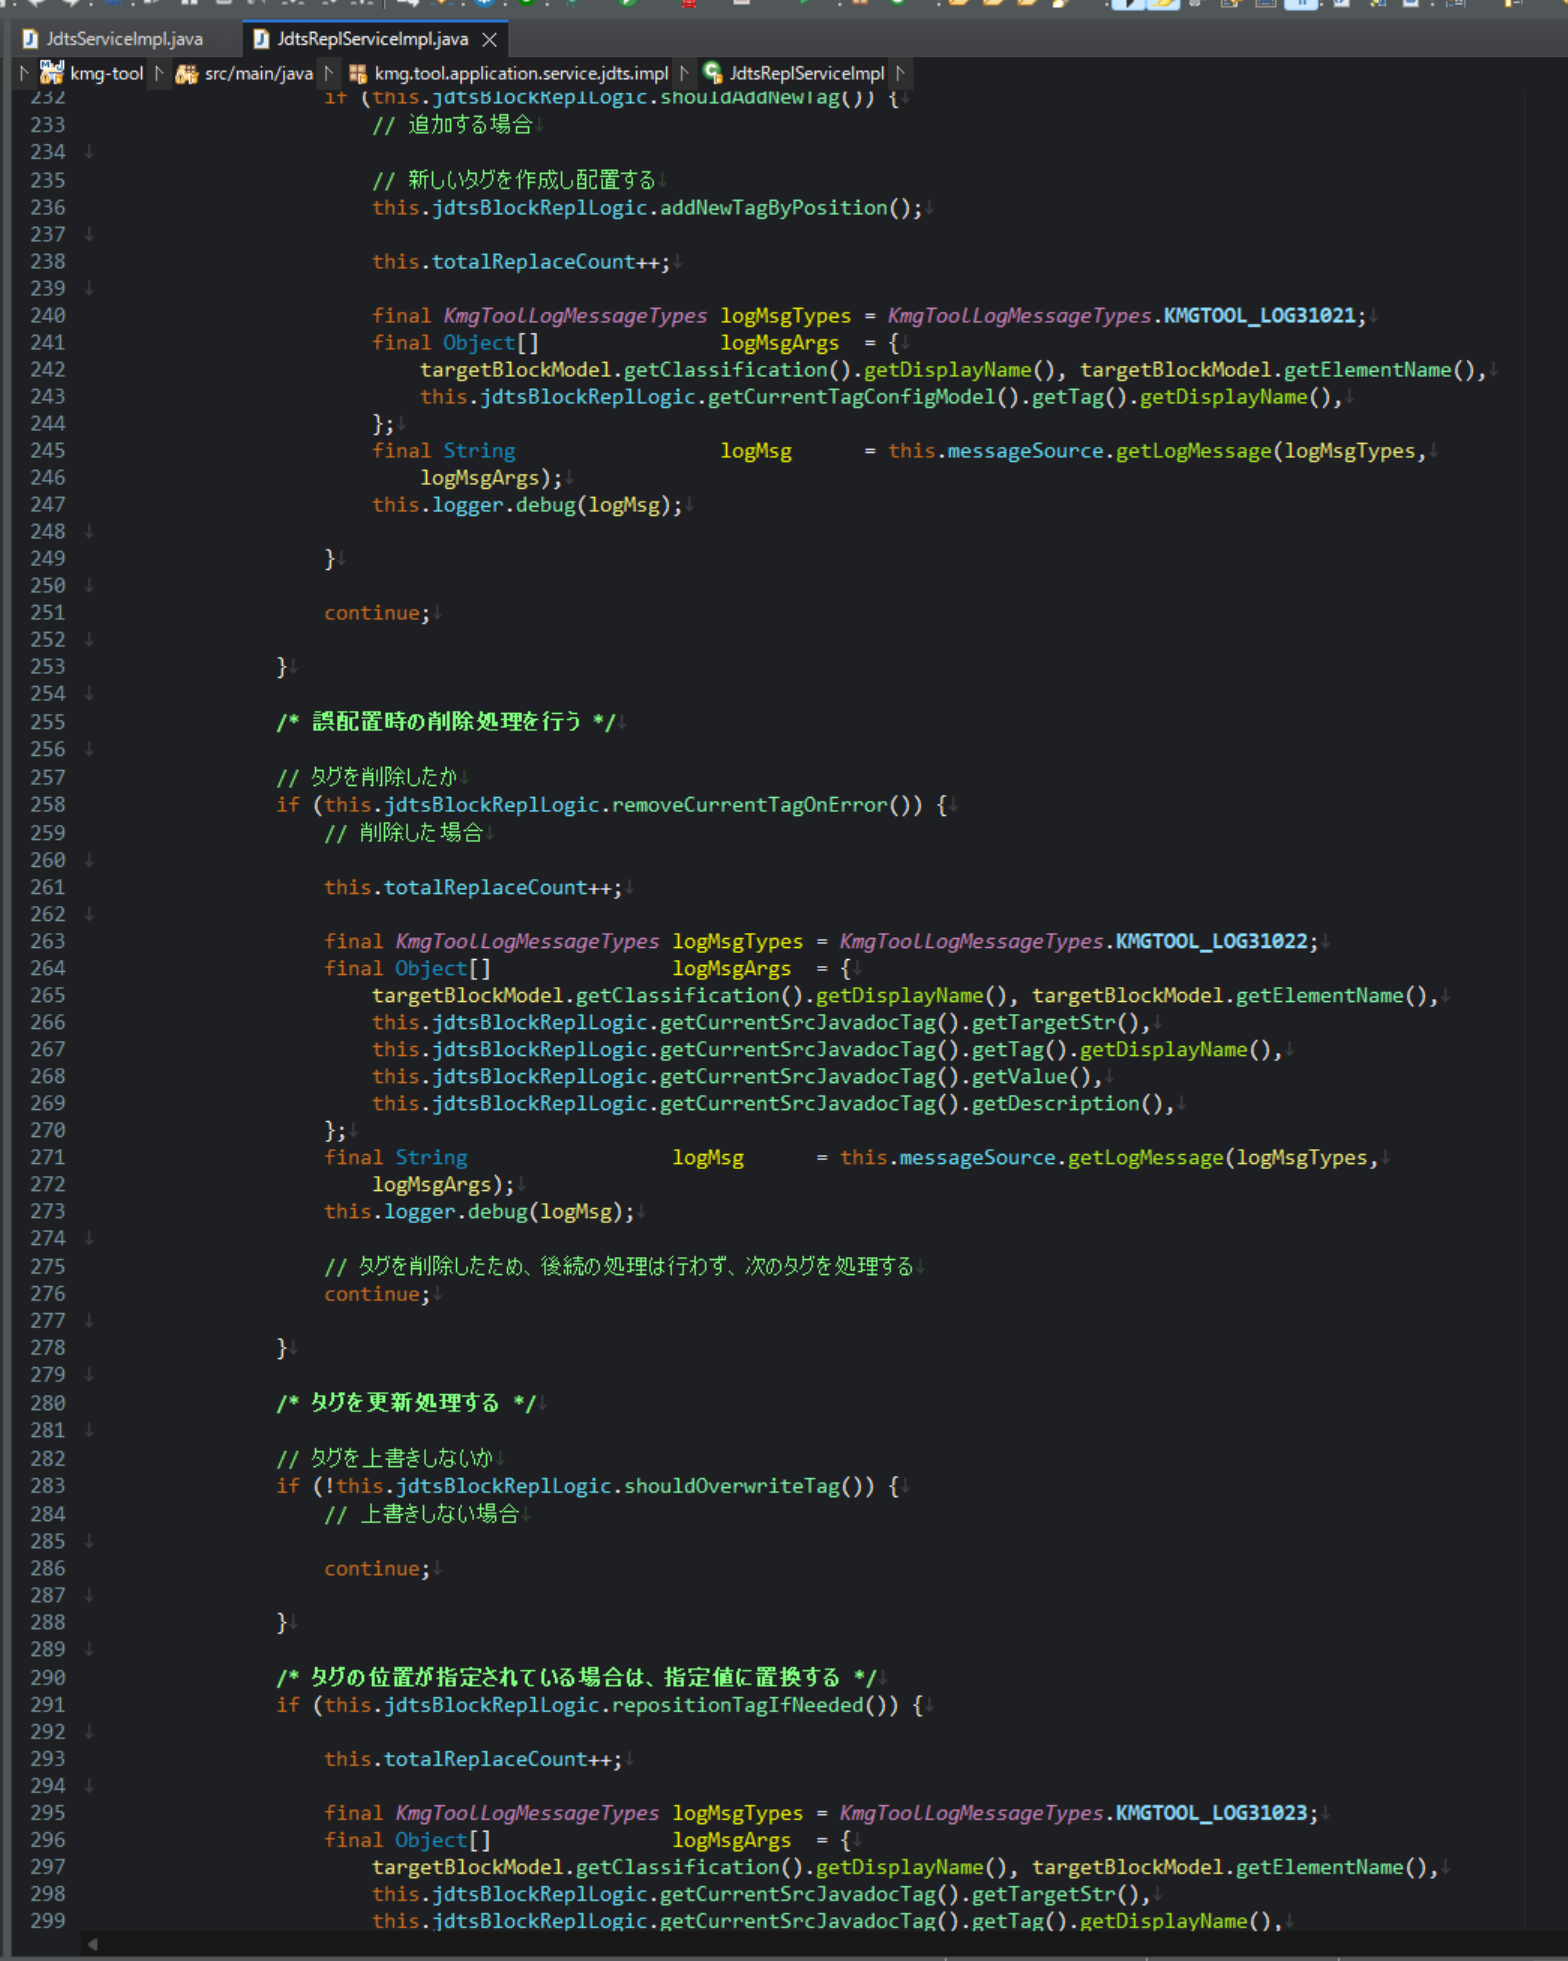 JdtsServiceImpl.java JdtsReplServiceImpl.java
kmg-tool src/main/java kmg.tool.application.service.jdts.impl JdtsReplServiceImpl
232 if (this.jdtsBlockReplLogic.shouldAddNewTag()) {↓
233 // 追加する場合↓
234 ↓
235 // 新しいタグを作成し配置する↓
236 this.jdtsBlockReplLogic.addNewTagByPosition();↓
237 ↓
238 this.totalReplaceCount++;↓
239 ↓
240 final KmgToolLogMessageTypes logMsgTypes = KmgToolLogMessageTypes.KMGTOOL_LOG31021;↓
241 final Object[] logMsgArgs = {↓
242 targetBlockModel.getClassification().getDisplayName(), targetBlockModel.getElementName(),↓
243 this.jdtsBlockReplLogic.getCurrentTagConfigModel().getTag().getDisplayName(),↓
244 };↓
245 final String logMsg = this.messageSource.getLogMessage(logMsgTypes,↓
246 logMsgArgs);↓
247 this.logger.debug(logMsg);↓
248 ↓
249 }↓
250 ↓
251 continue;↓
252 ↓
253 }↓
254 ↓
255 /* 誤配置時の削除処理を行う */↓
256 ↓
257 // タグを削除したか↓
258 if (this.jdtsBlockReplLogic.removeCurrentTagOnError()) {↓
259 // 削除した場合↓
260 ↓
261 this.totalReplaceCount++;↓
262 ↓
263 final KmgToolLogMessageTypes logMsgTypes = KmgToolLogMessageTypes.KMGTOOL_LOG31022;↓
264 final Object[] logMsgArgs = {↓
265 targetBlockModel.getClassification().getDisplayName(), targetBlockModel.getElementName(),↓
266 this.jdtsBlockReplLogic.getCurrentSrcJavadocTag().getTargetStr(),↓
267 this.jdtsBlockReplLogic.getCurrentSrcJavadocTag().getTag().getDisplayName(),↓
268 this.jdtsBlockReplLogic.getCurrentSrcJavadocTag().getValue(),↓
269 this.jdtsBlockReplLogic.getCurrentSrcJavadocTag().getDescription(),↓
270 };↓
271 final String logMsg = this.messageSource.getLogMessage(logMsgTypes,↓
272 logMsgArgs);↓
273 this.logger.debug(logMsg);↓
274 ↓
275 // タグを削除したため、後続の処理は行わず、次のタグを処理する↓
276 continue;↓
277 ↓
278 }↓
279 ↓
280 /* タグを更新処理する */↓
281 ↓
282 // タグを上書きしないか↓
283 if (!this.jdtsBlockReplLogic.shouldOverwriteTag()) {↓
284 // 上書きしない場合↓
285 ↓
286 continue;↓
287 ↓
288 }↓
289 ↓
290 /* タグの位置が指定されている場合は、指定値に置換する */↓
291 if (this.jdtsBlockReplLogic.repositionTagIfNeeded()) {↓
292 ↓
293 this.totalReplaceCount++;↓
294 ↓
295 final KmgToolLogMessageTypes logMsgTypes = KmgToolLogMessageTypes.KMGTOOL_LOG31023;↓
296 final Object[] logMsgArgs = {↓
297 targetBlockModel.getClassification().getDisplayName(), targetBlockModel.getElementName(),↓
298 this.jdtsBlockReplLogic.getCurrentSrcJavadocTag().getTargetStr(),↓
299 this.jdtsBlockReplLogic.getCurrentSrcJavadocTag().getTag().getDisplayName(),↓